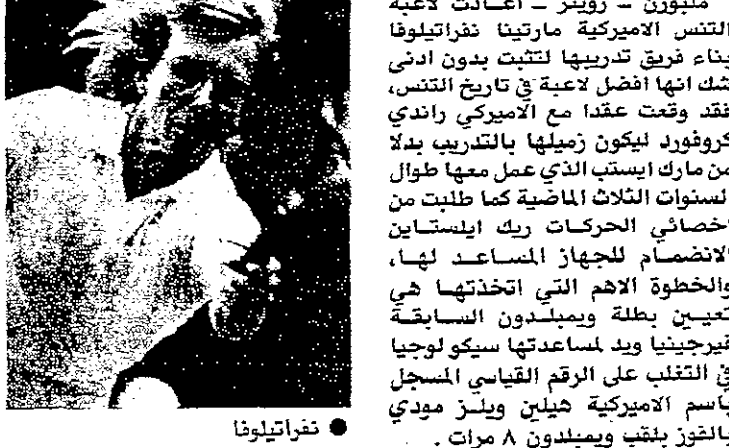 ملبورن ـ رويتر ـ اعـادت لاعبة
التنس الاميركية مارتينا نفراتيلوفا
بناء فريق تدريبها لتثبت بدون ادنى
شك انها افضل لاعبة في تاريخ التنس،
فقد وقعت عقدا مع الاميركي راندي
كروفورد ليكون زميلها بالتدريب بدلا
من مارك ايستب الذي عمل معها طوال
لسنوات الثلاث الماضية كما طلبت من
اخصائي الحركات ريك ايلستاين
الانضمام للجهاز المساعد لها،
والخطوة الاهم التي اتخذتها هي
تعيين بطلة ويمبلدون السابقة
فيرجينيا ويد لمساعدتها سيكولوجيا
في التغلب على الرقم القياسي المسجل
باسم الاميركية هيلين ويلز مودي
بالفوز بلقب ويمبلدون ٨ مرات .
● نفراتيلوفا